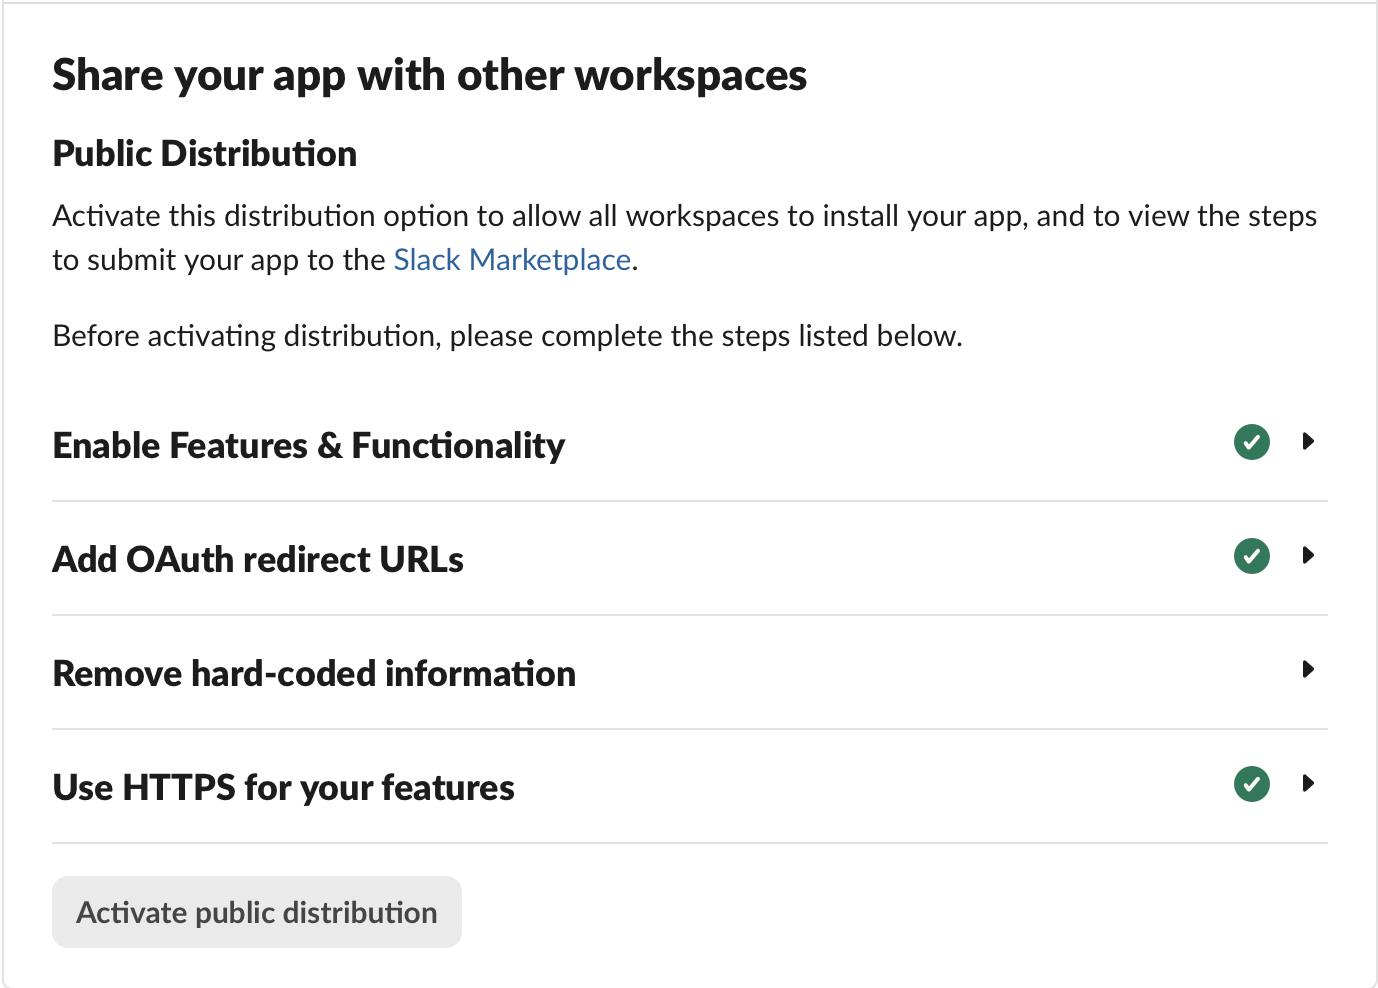 Share your app with other workspaces
Public Distribution
Activate this distribution option to allow all workspaces to install your app, and to view the steps
to submit your app to the Slack Marketplace.
Before activating distribution, please complete the steps listed below.
Enable Features & Functionality
Add OAuth redirect URLs
Remove hard-coded information
Use HTTPS for your features
Activate public distribution